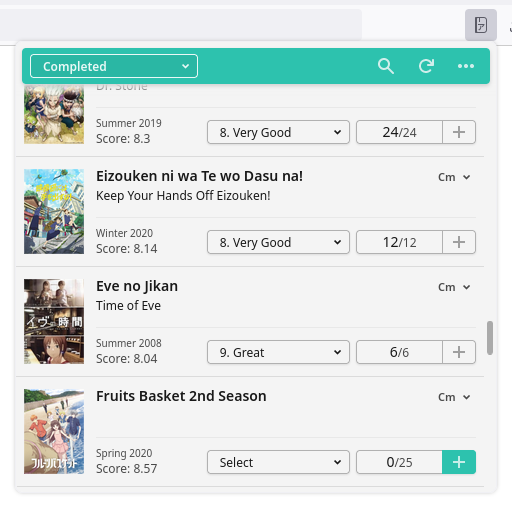 Completed
Dr. Stone
Summer 2019
Score: 8.3
8. Very Good
24/24
Eizouken ni wa Te wo Dasu na!
Cm
Keep Your Hands Off Eizouken!
Winter 2020
Score: 8.14
8. Very Good
12/12
Eve no Jikan
Cm
Time of Eve
イヴの時間
Summer 2008
Score: 8.04
9. Great
6/6
Fruits Basket 2nd Season
Cm
フルーツバスケット
Spring 2020
Score: 8.57
Select
0/25